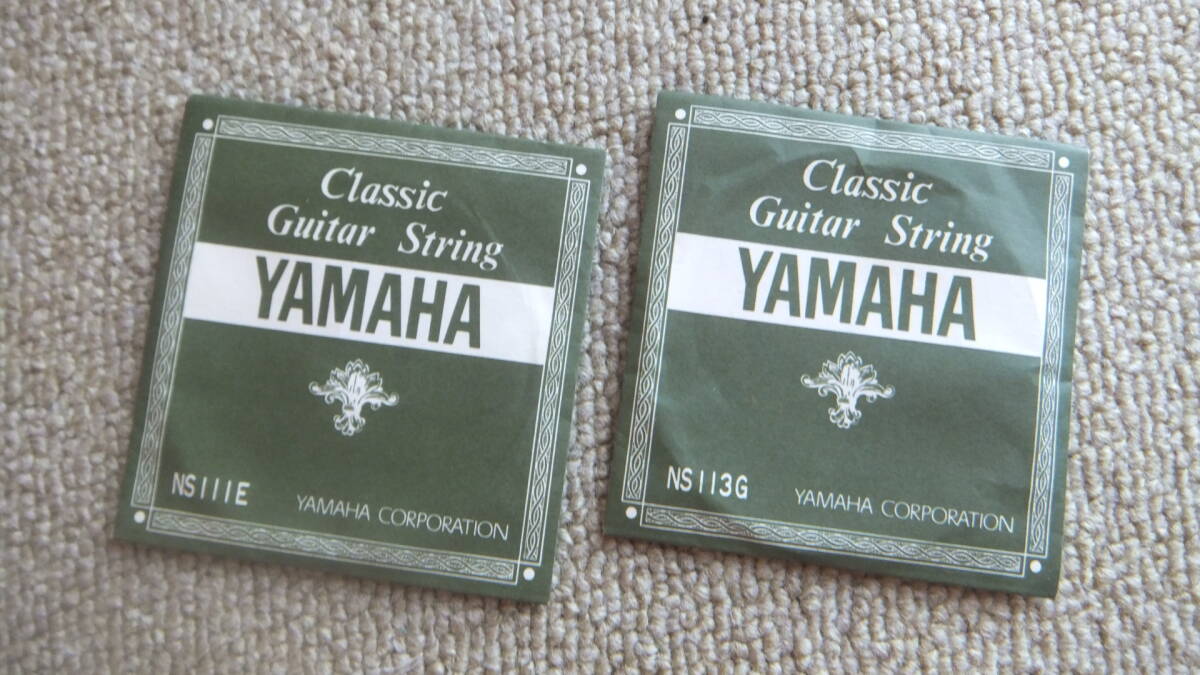 Classic
Guitar String
YAMAHA
NS111E
YAMAHA CORPORATION
Classic
Guitar String
YAMAHA
NS113G
YAMAHA CORPORATION